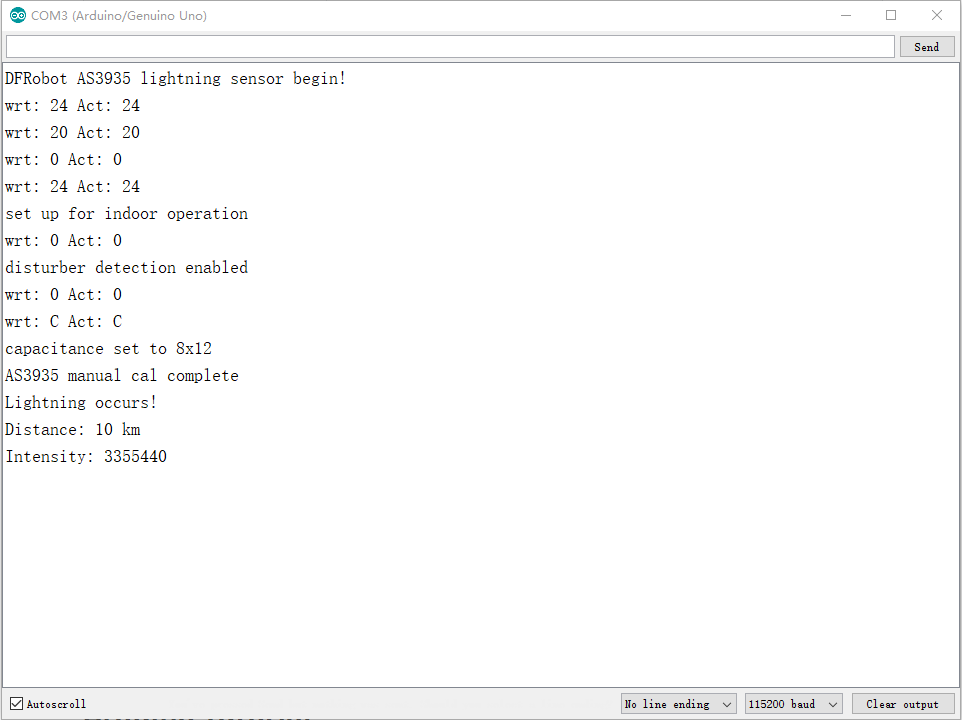 COM3 (Arduino/Genuino Uno)
Send
DFRobot AS3935 lightning sensor begin!
wrt: 24 Act: 24
wrt: 20 Act: 20
wrt: 0 Act: 0
wrt: 24 Act: 24
set up for indoor operation
wrt: 0 Act: 0
disturber detection enabled
wrt: 0 Act: 0
wrt: C Act: C
capacitance set to 8x12
AS3935 manual cal complete
Lightning occurs!
Distance: 10 km
Intensity: 3355440
Autoscroll No line ending 115200 baud Clear output